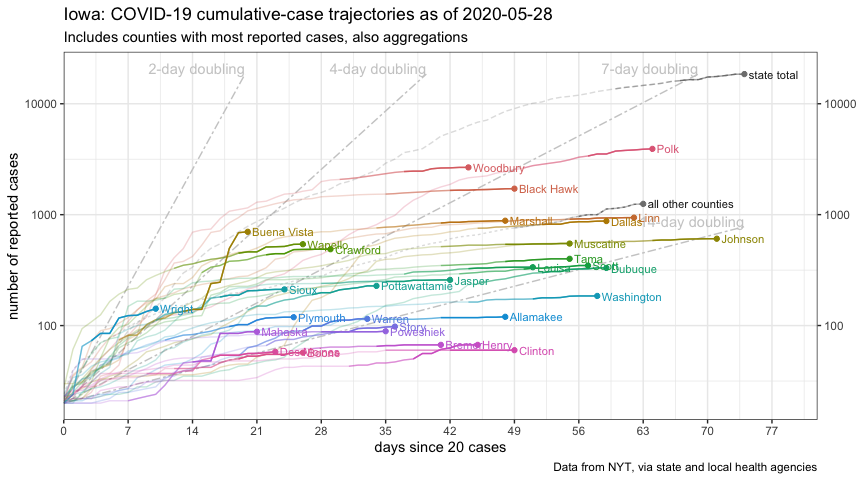 Iowa: COVID-19 cumulative-case trajectories as of 2020-05-28
Includes counties with most reported cases, also aggregations
2-day doubling
4-day doubling
7-day doubling
state total
10000
10000
Polk
Woodbury
Black Hawk
all other counties
1000
1000
Marshall
Dallas
Linn
14-day doubling
Buena Vista
Wapello
Crawford
Muscatine
Johnson
Tama
Louisa
Scott
Dubuque
Jasper
Sioux
Pottawattamie
Washington
Wright
Plymouth
Warren
Allamakee
100
100
Mahaska
Story
Poweshiek
Bremer
Henry
Des Moines
Boone
Clinton
0
7
14
21
28
35
42
49
56
63
70
77
number of reported cases
days since 20 cases
Data from NYT, via state and local health agencies